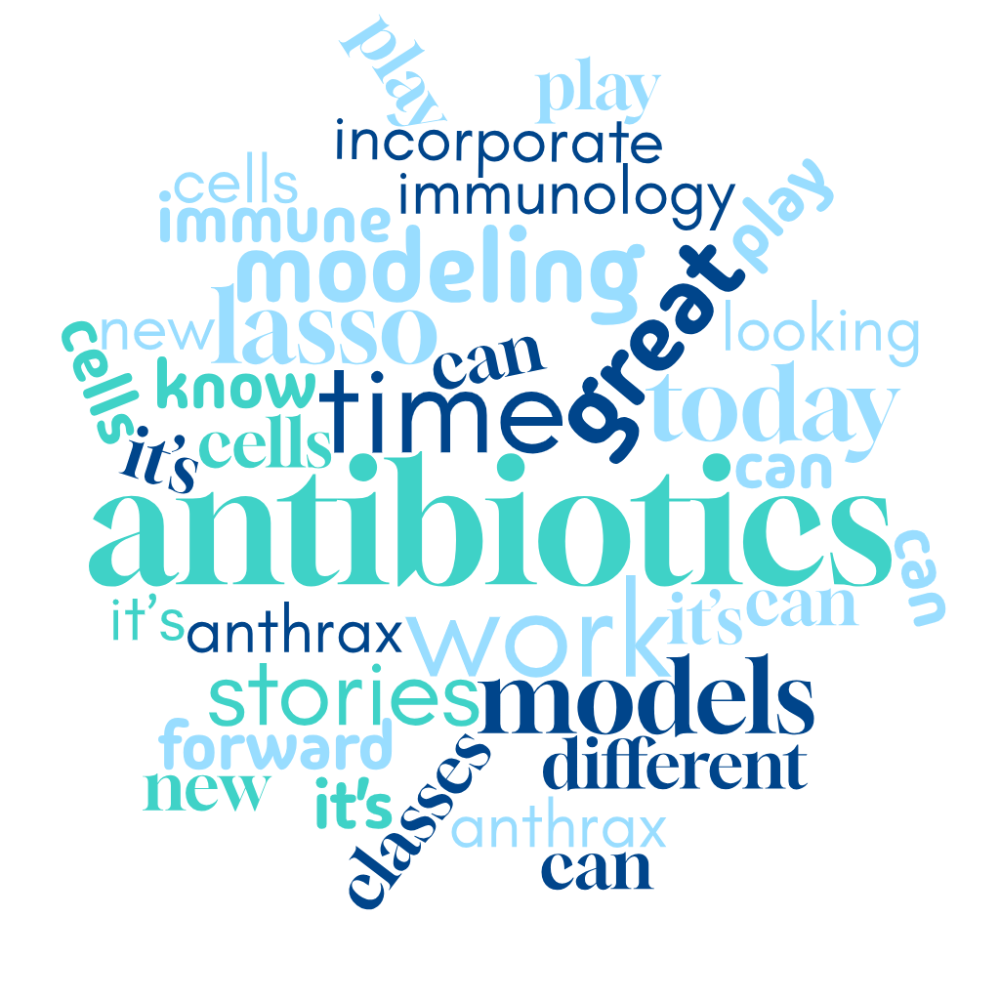 play
play
incorporate
cells
immunology
play
immune
modeling
great
new
lasso
looking
cells
know
can
time
today
it's
cells
can
antibiotics
can
it's
anthrax
work
it's
can
stories
models
forward
different
new
it's
classes
anthrax
can